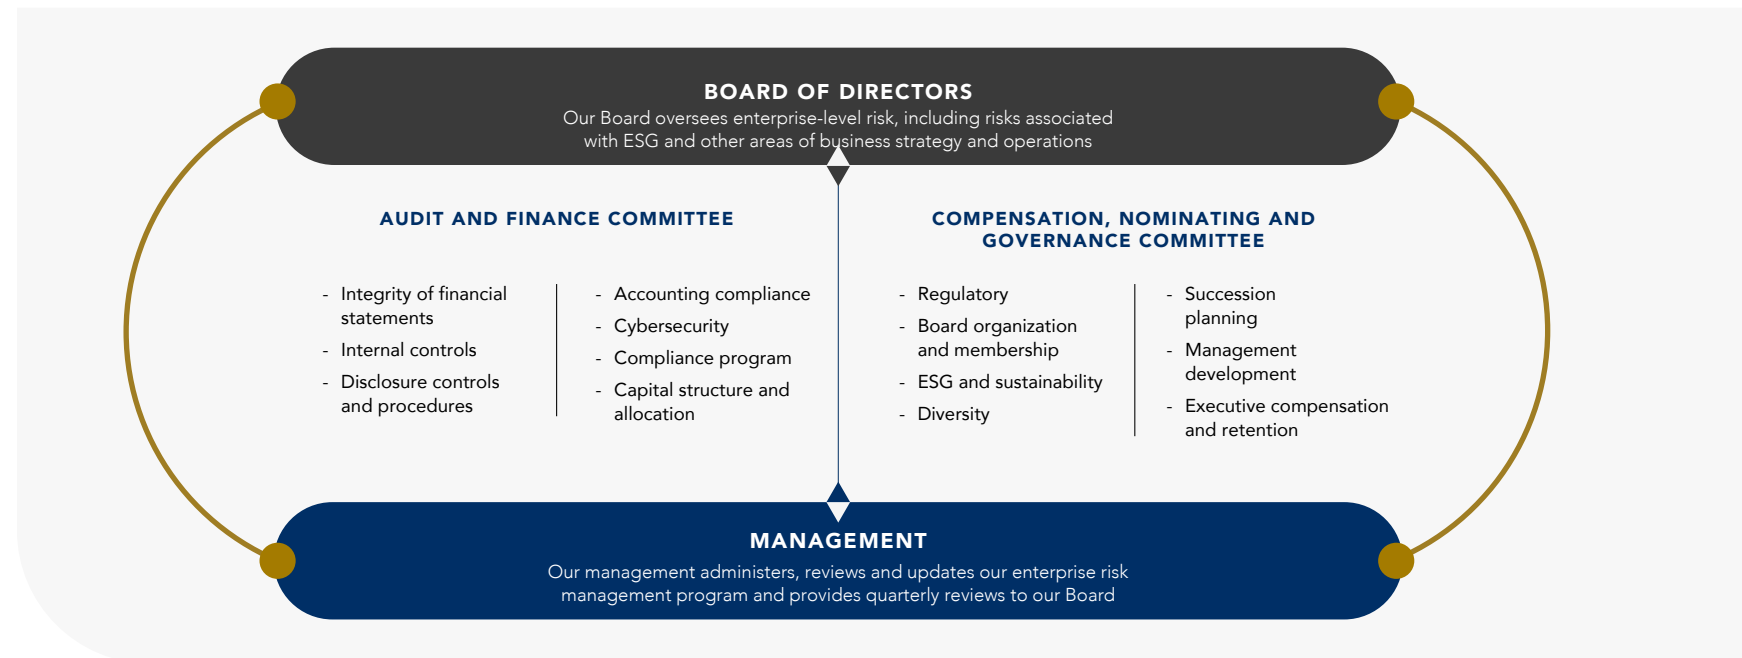 BOARD OF DIRECTORS
Our Board oversees enterprise-level risk, including risks associated
with ESG and other areas of business strategy and operations
AUDIT AND FINANCE COMMITTEE
- Integrity of financial
statements
- Internal controls
- Disclosure controls
and procedures
- Accounting compliance
- Cybersecurity
- Compliance program
- Capital structure and
allocation
COMPENSATION, NOMINATING AND
GOVERNANCE COMMITTEE
- Regulatory
- Board organization
and membership
- ESG and sustainability
- Diversity
- Succession
planning
- Management
development
- Executive compensation
and retention
MANAGEMENT
Our management administers, reviews and updates our enterprise risk
management program and provides quarterly reviews to our Board